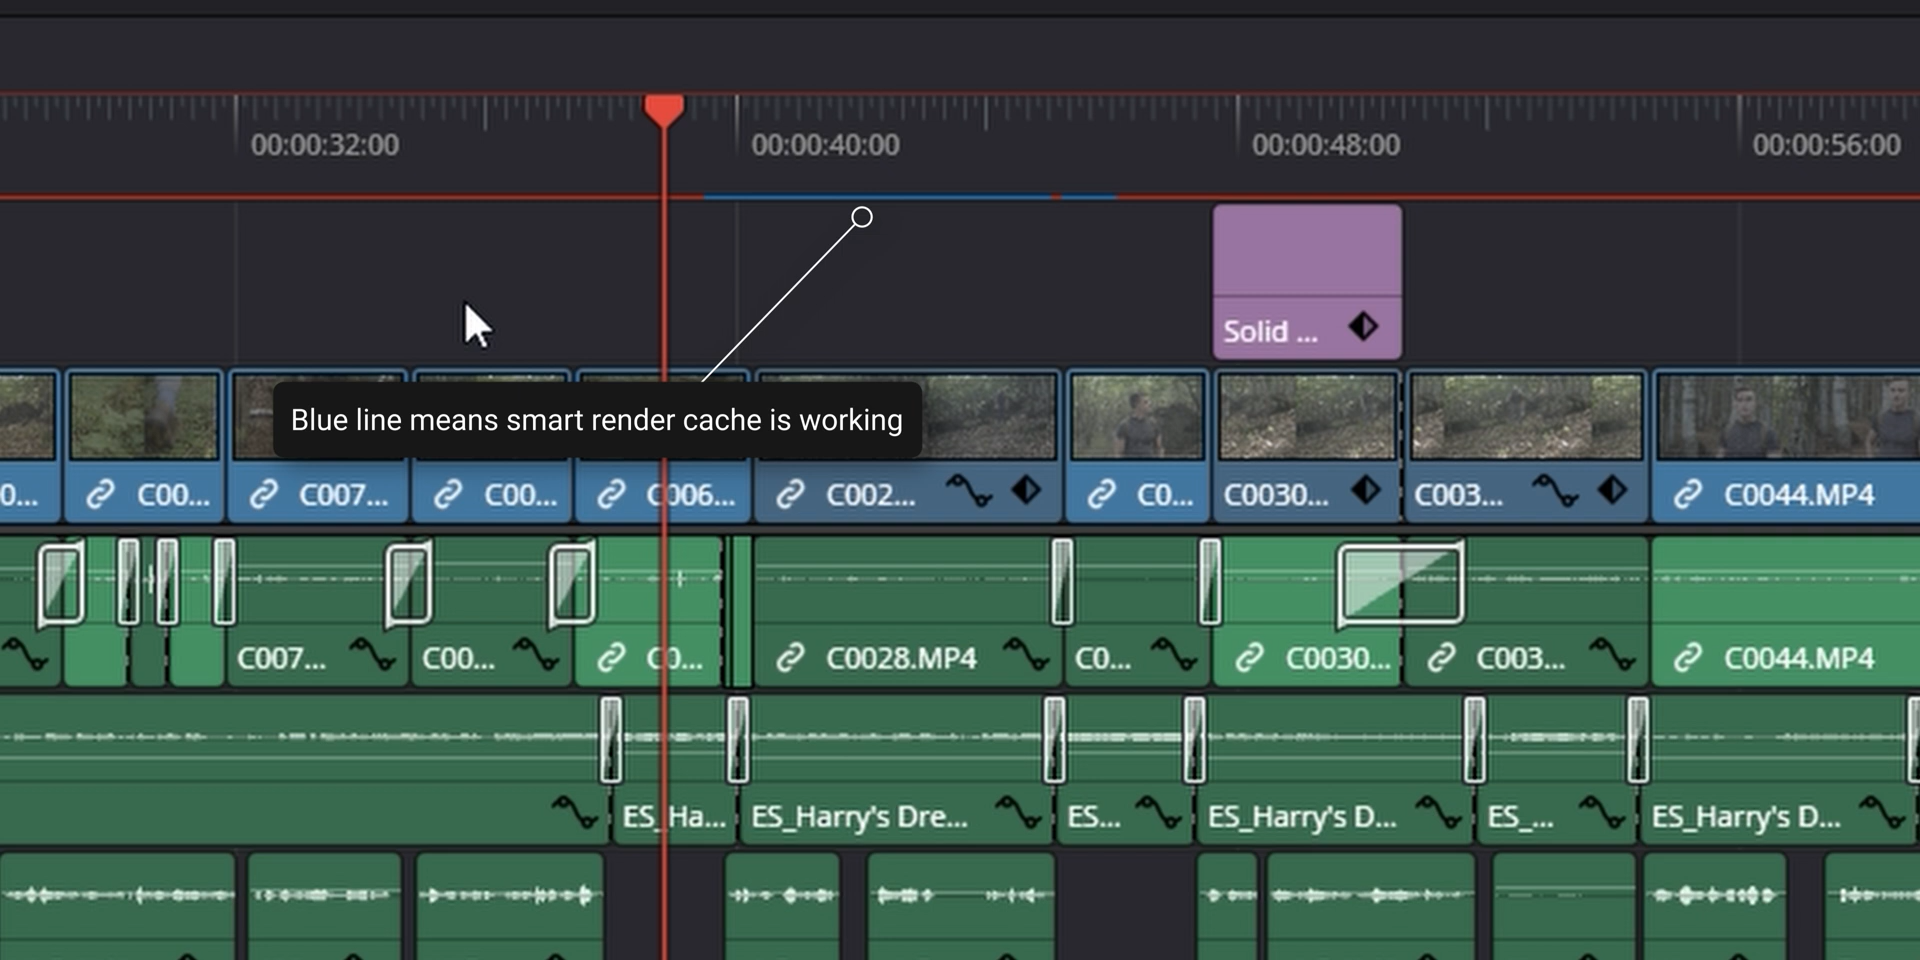 00:00:32:00 00:00:40:00 00:00:48:00 00:00:56:00
Solid ...
Blue line means smart render cache is working
0... C00... C007... C00... C006... C002... C0... C0030... C003... C0044.MP4
C007... C00... C0... C0028.MP4 C0... C0030... C003... C0044.MP4
ES_Ha... ES_Harry's Dre... ES... ES_Harry's D... ES_... ES_Harry's D...